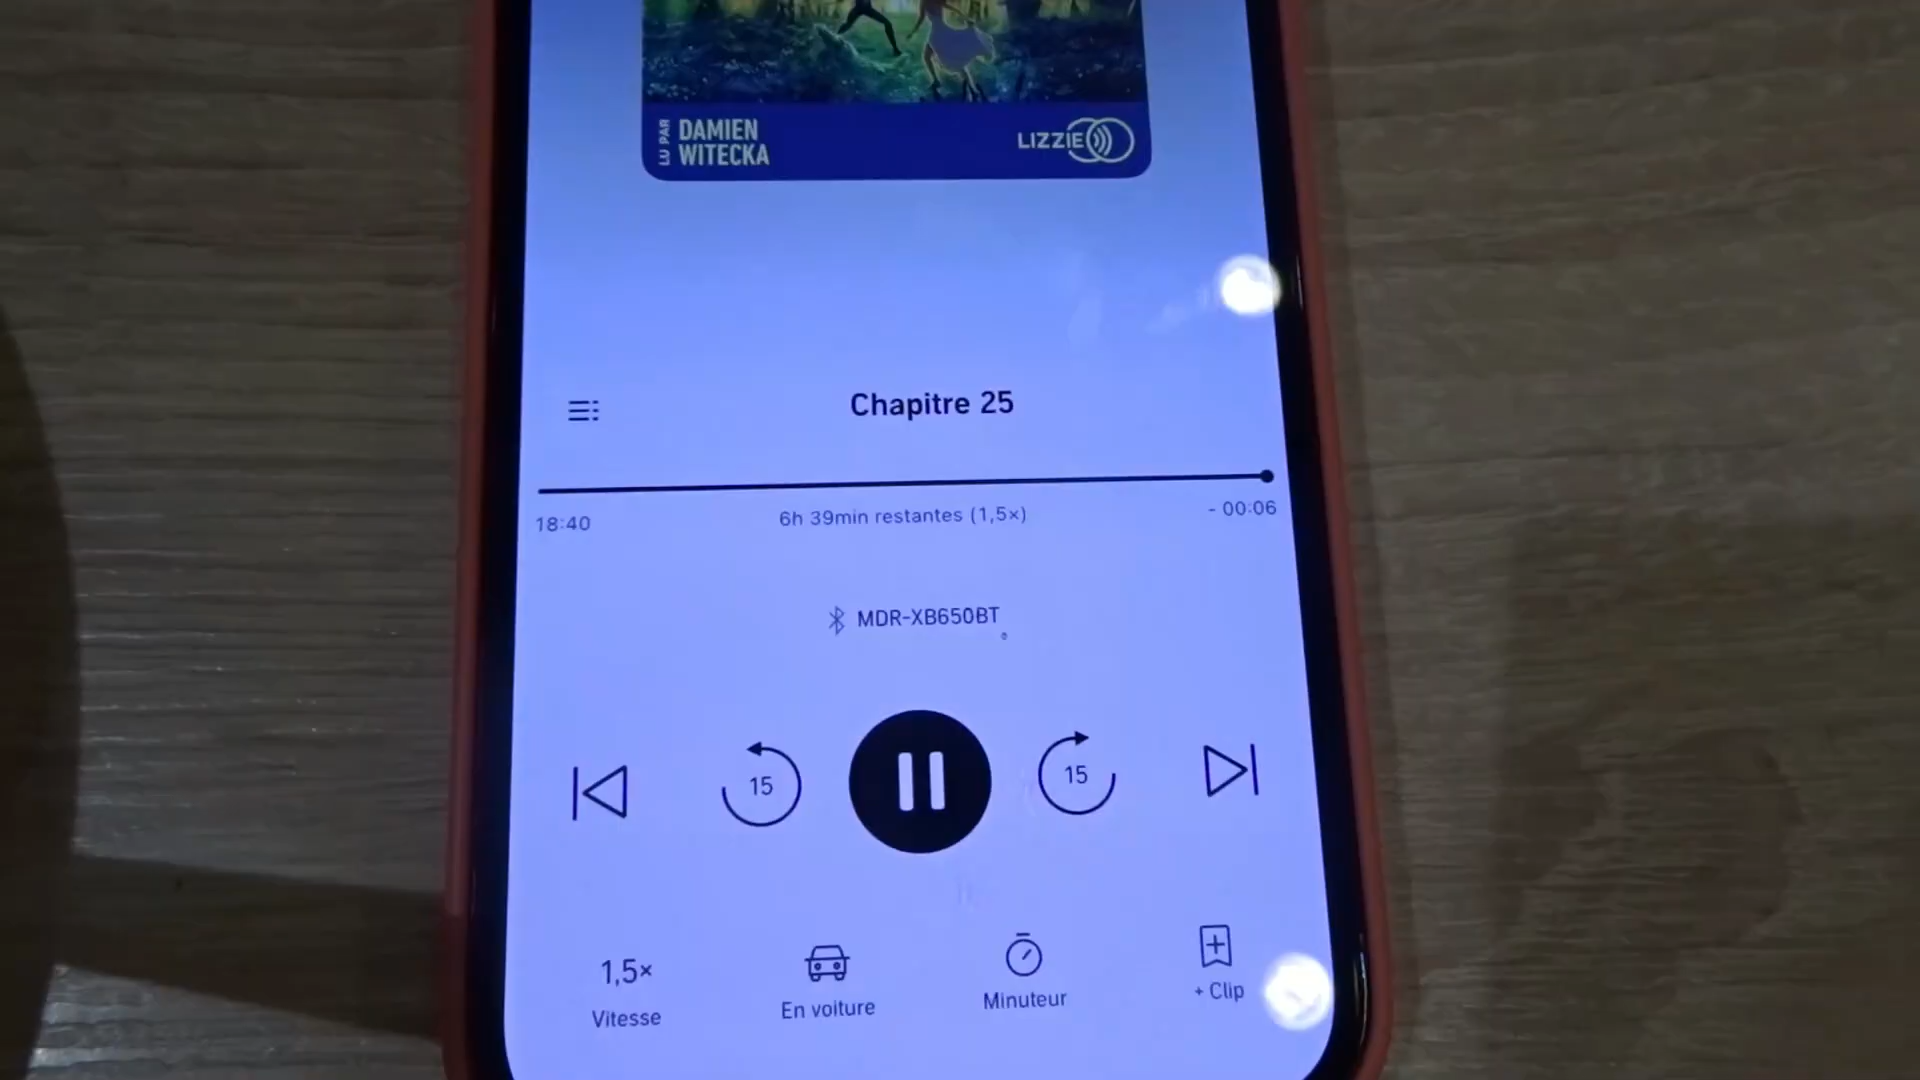 LU PAR
DAMIEN
WITECKA
LIZZIE
Chapitre 25
18:40
6h 39min restantes (1,5×)
- 00:06
MDR-XB650BT
15
15
1,5×
Vitesse
En voiture
Minuteur
+ Clip